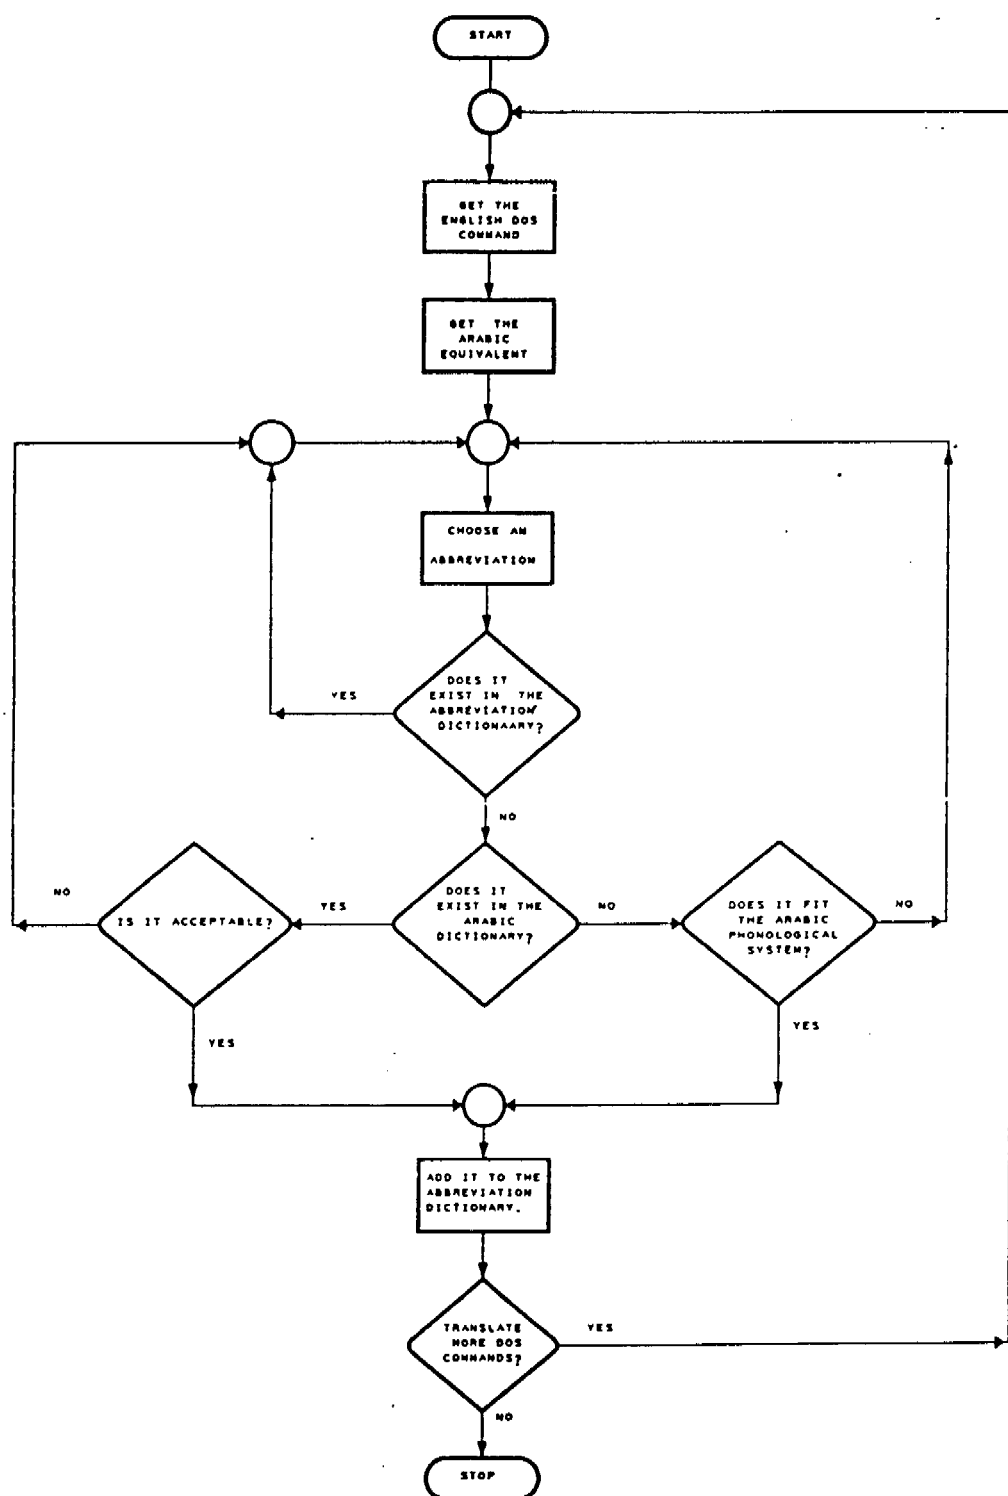 START
GET THE
ENGLISH DOS
COMMAND
GET THE
ARABIC
EQUIVALENT
CHOOSE AN
ABBREVIATION
DOES IT
EXIST IN THE
ABBREVIATION
DICTIONAARY?
YES
NO
DOES IT
EXIST IN THE
ARABIC
DICTIONARY?
YES
NO
IS IT ACCEPTABLE?
NO
YES
DOES IT FIT
THE ARABIC
PHONOLOGICAL
SYSTEM?
NO
YES
ADD IT TO THE
ABBREVIATION
DICTIONARY.
TRANSLATE
MORE DOS
COMMANDS?
YES
NO
STOP